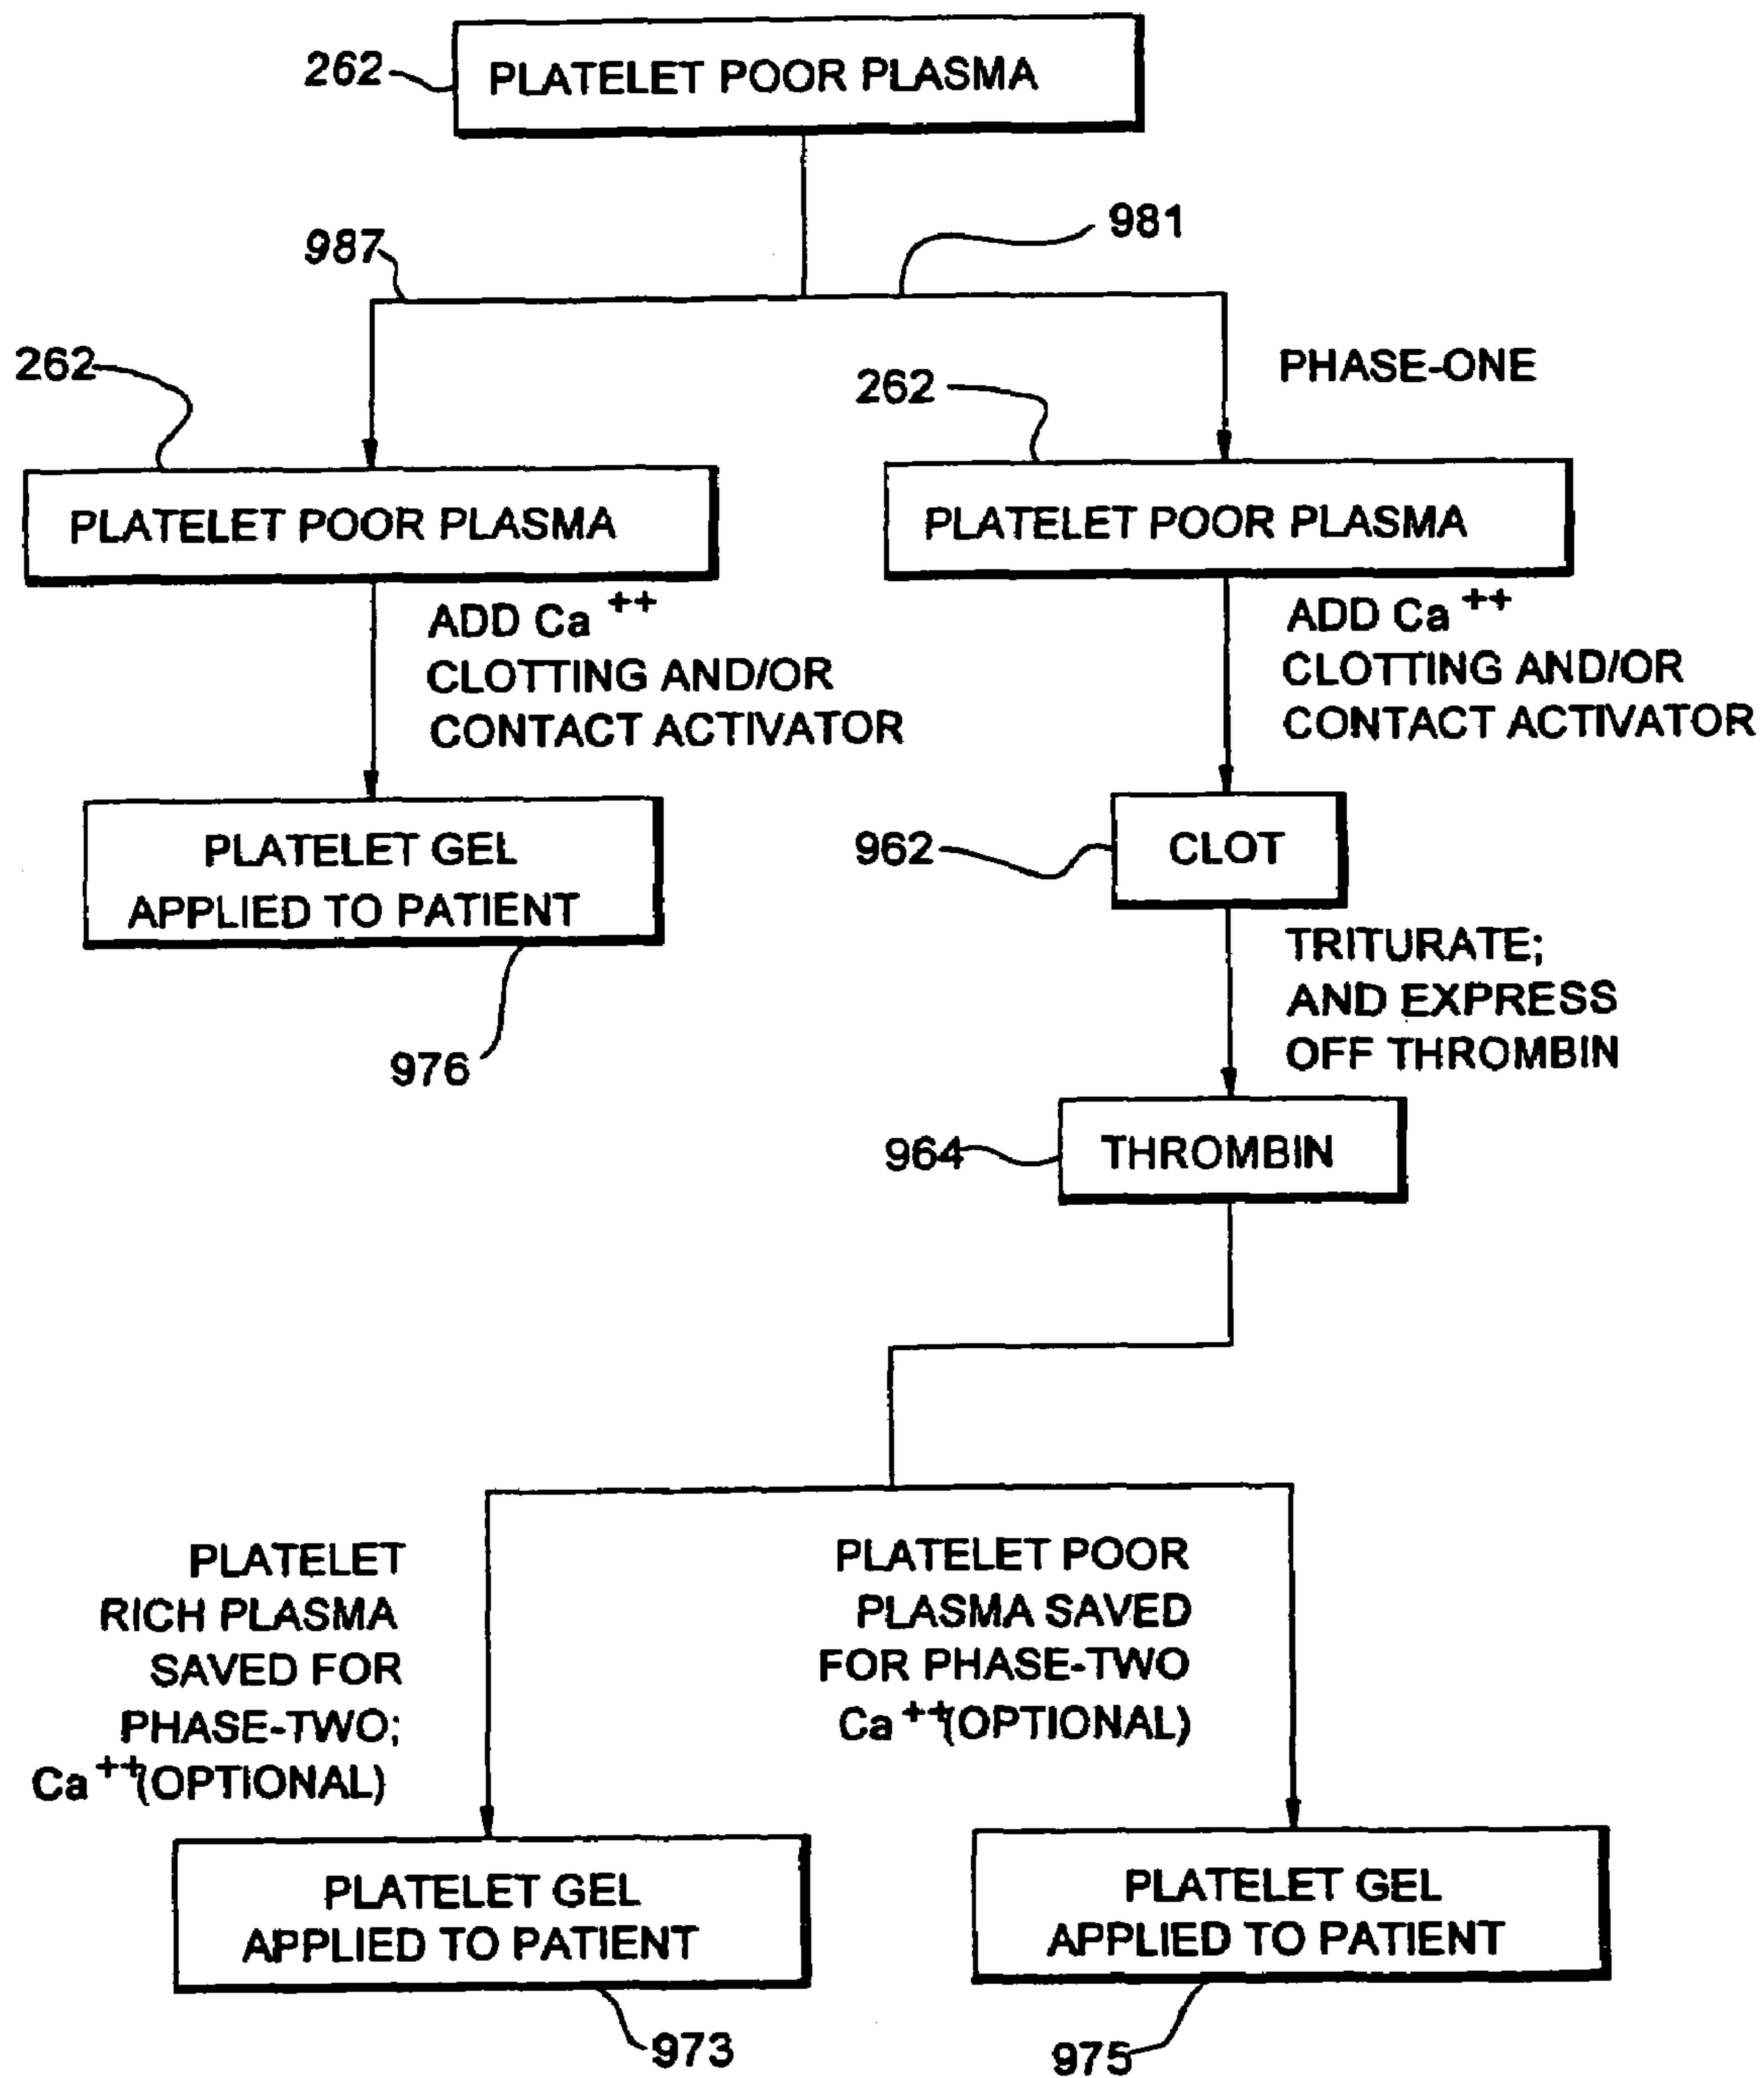 262
PLATELET POOR PLASMA
987
981
PHASE-ONE
262
PLATELET POOR PLASMA
262
PLATELET POOR PLASMA
ADD Ca ++
CLOTTING AND/OR
CONTACT ACTIVATOR
ADD Ca ++
CLOTTING AND/OR
CONTACT ACTIVATOR
PLATELET GEL
APPLIED TO PATIENT
976
962
CLOT
TRITURATE;
AND EXPRESS
OFF THROMBIN
964
THROMBIN
PLATELET
RICH PLASMA
SAVED FOR
PHASE-TWO;
Ca ++(OPTIONAL)
PLATELET POOR
PLASMA SAVED
FOR PHASE-TWO
Ca ++(OPTIONAL)
PLATELET GEL
APPLIED TO PATIENT
973
PLATELET GEL
APPLIED TO PATIENT
975